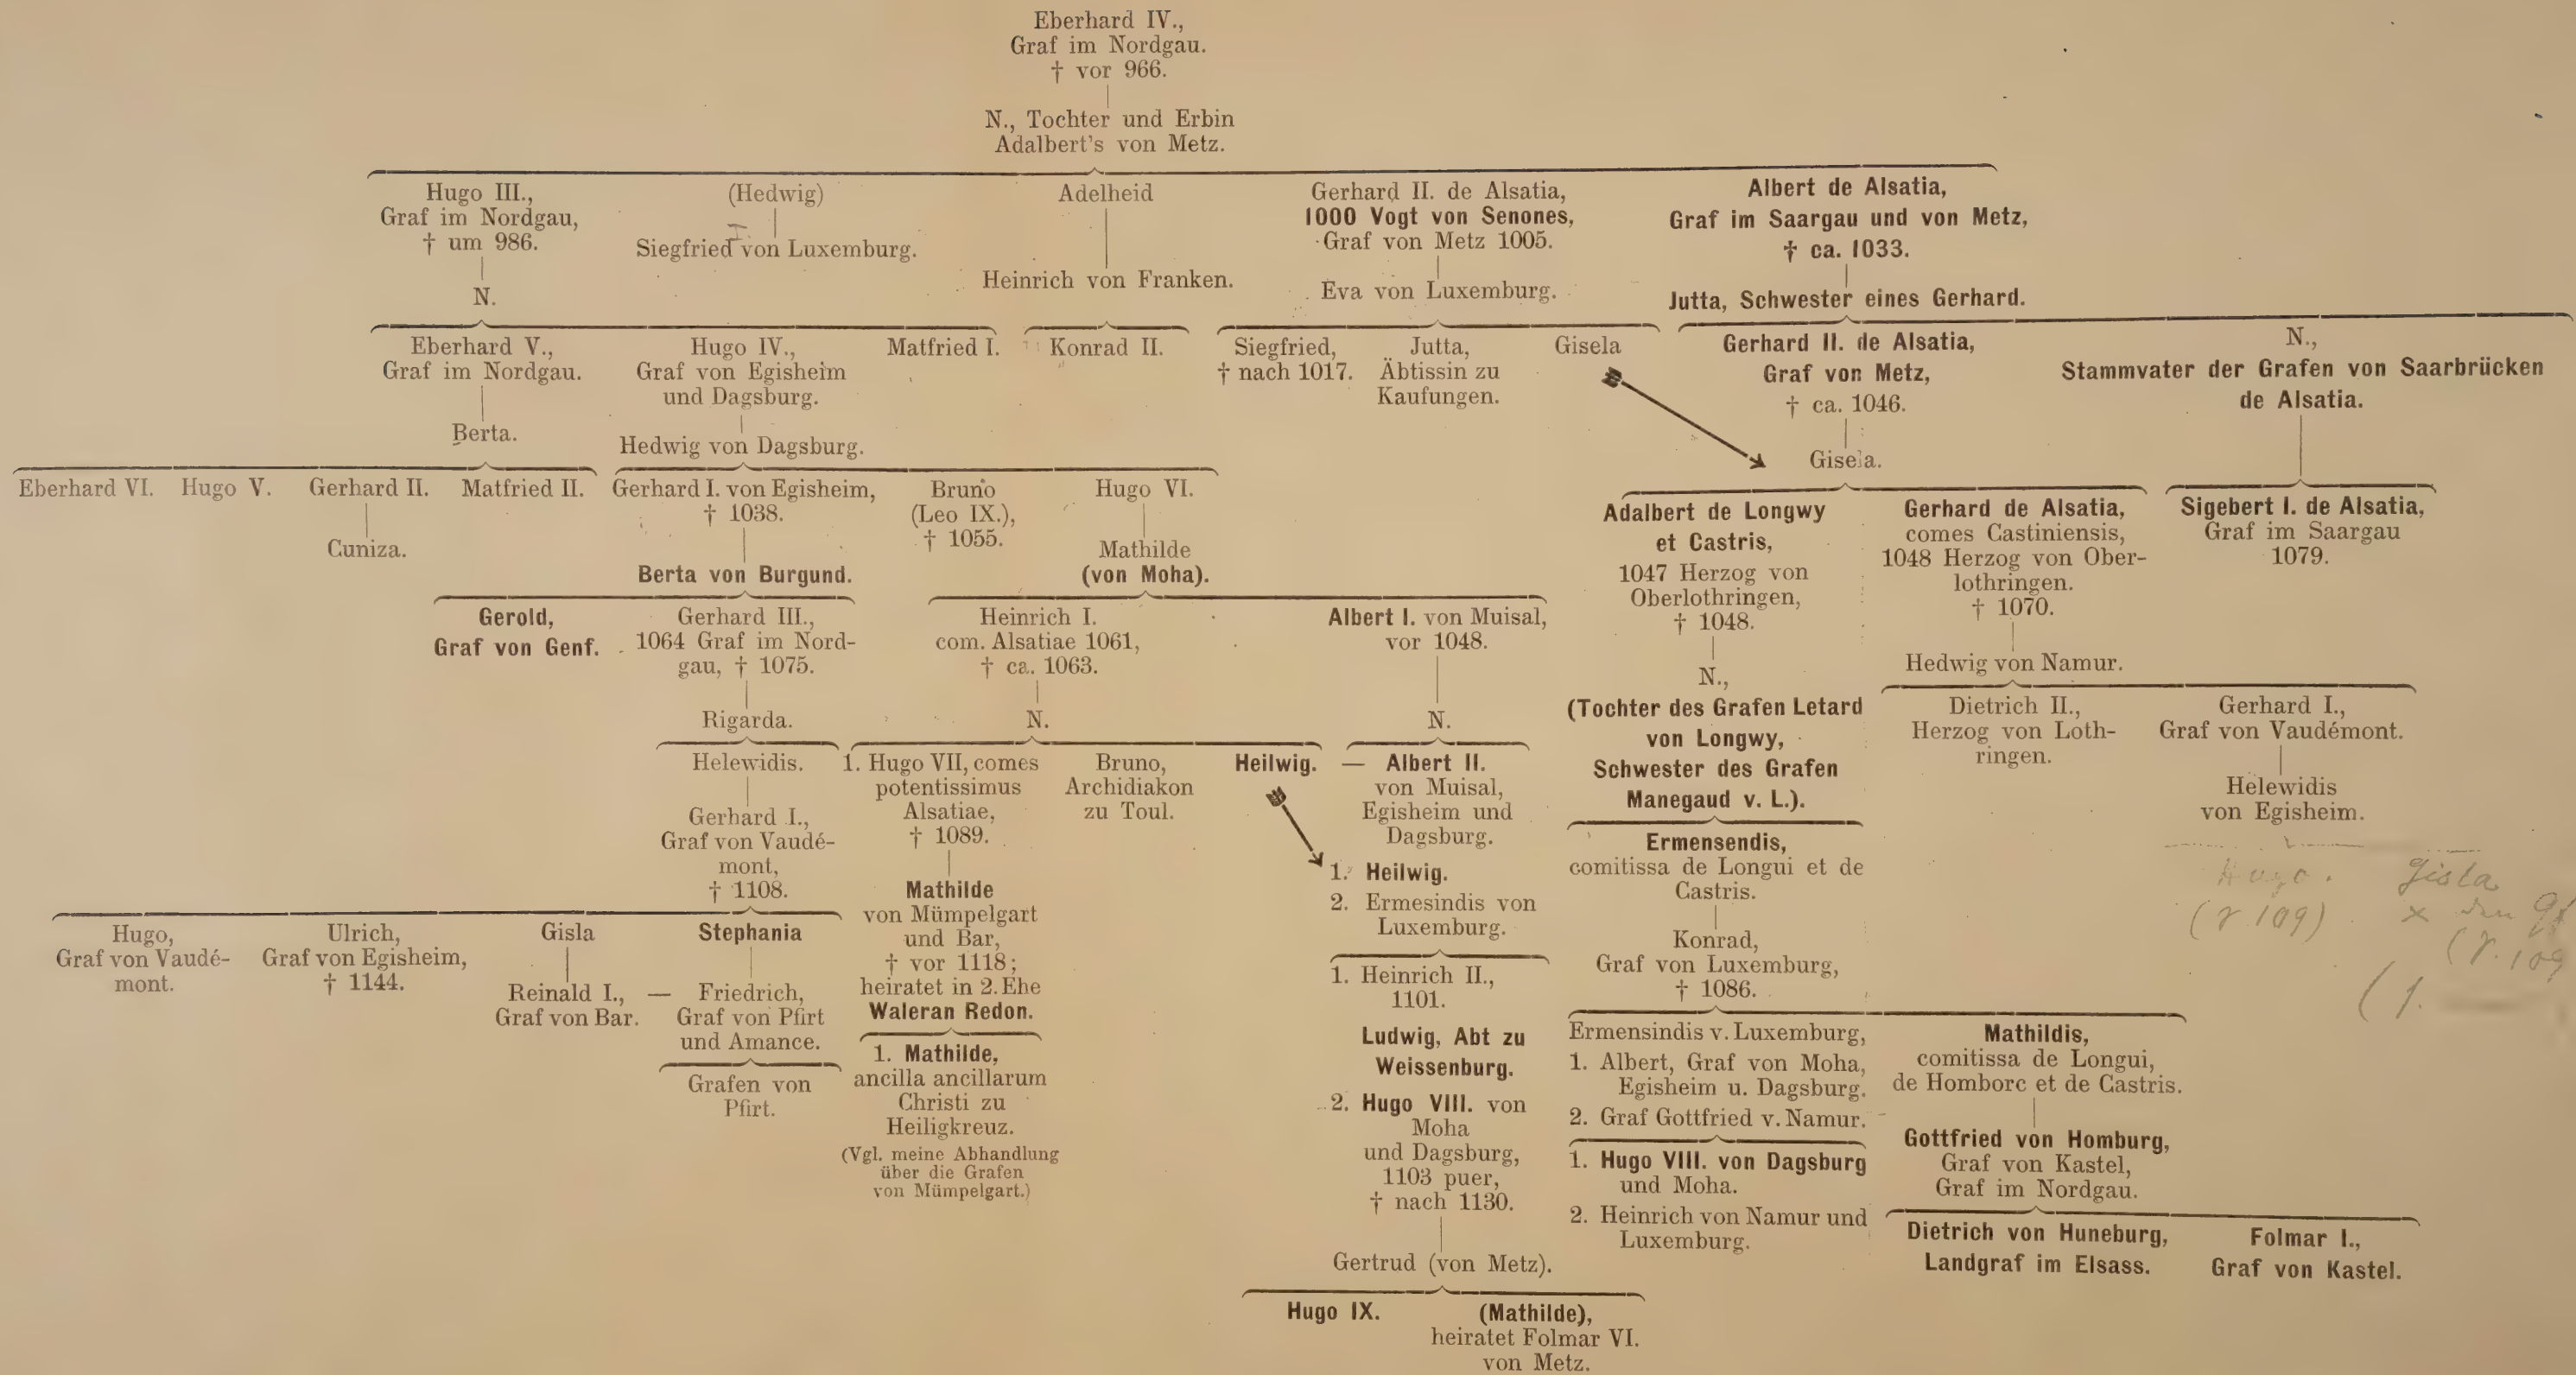 Eberhard IV.,
Graf im Nordgau.
† vor 966.
N., Tochter und Erbin
Adalbert's von Metz.
Hugo III.,
Graf im Nordgau,
† um 986.
N.
(Hedwig)
Siegfried von Luxemburg.
Adelheid
Heinrich von Franken.
Gerhard II. de Alsatia,
1000 Vogt von Senones,
Graf von Metz 1005.
Eva von Luxemburg.
Albert de Alsatia,
Graf im Saargau und von Metz,
† ca. 1033.
Jutta, Schwester eines Gerhard.
Eberhard V.,
Graf im Nordgau.
Berta.
Hugo IV.,
Graf von Egisheim
und Dagsburg.
Hedwig von Dagsburg.
Matfried I.
Konrad II.
Siegfried,
† nach 1017.
Jutta,
Äbtissin zu
Kaufungen.
Gisela
Gerhard II. de Alsatia,
Graf von Metz,
† ca. 1046.
Gisela.
N.,
Stammvater der Grafen von Saarbrücken
de Alsatia.
Eberhard VI.
Hugo V.
Gerhard II.
Cuniza.
Matfried II.
Gerhard I. von Egisheim,
† 1038.
Berta von Burgund.
Bruno
(Leo IX.),
† 1055.
Hugo VI.
Mathilde
(von Moha).
Adalbert de Longwy
et Castris,
1047 Herzog von
Oberlothringen,
† 1048.
N.,
(Tochter des Grafen Letard
von Longwy,
Schwester des Grafen
Manegaud v. L.).
Gerhard de Alsatia,
comes Castiniensis,
1048 Herzog von Ober-
lothringen.
† 1070.
Hedwig von Namur.
Sigebert I. de Alsatia,
Graf im Saargau
1079.
Gerold,
Graf von Genf.
Gerhard III.,
1064 Graf im Nord-
gau, † 1075.
Rigarda.
Heinrich I.
com. Alsatiae 1061,
† ca. 1063.
N.
Albert I. von Muisal,
vor 1048.
N.
Dietrich II.,
Herzog von Loth-
ringen.
Gerhard I.,
Graf von Vaudémont.
Helewidis
von Egisheim.
Helewidis.
Gerhard I.,
Graf von Vaudé-
mont,
† 1108.
1. Hugo VII, comes
potentissimus
Alsatiae,
† 1089.
Mathilde
von Mümpelgart
und Bar,
† vor 1118;
heiratet in 2. Ehe
Waleran Redon.
Bruno,
Archidiakon
zu Toul.
Heilwig. — Albert II.
von Muisal,
Egisheim und
Dagsburg.
1. Heilwig.
2. Ermesindis von
Luxemburg.
Ermensendis,
comitissa de Longui et de
Castris.
Konrad,
Graf von Luxemburg,
† 1086.
Hugo.
(r 109)
Gisla
Hugo,
Graf von Vaudé-
mont.
Ulrich,
Graf von Egisheim,
† 1144.
Gisla
Reinald I., —
Graf von Bar.
Stephania
Friedrich,
Graf von Pfirt
und Amance.
Grafen von
Pfirt.
1. Mathilde,
ancilla ancillarum
Christi zu
Heiligkreuz.
(Vgl. meine Abhandlung
über die Grafen
von Mümpelgart.)
1. Heinrich II.,
1101.
Ludwig, Abt zu
Weissenburg.
2. Hugo VIII. von
Moha
und Dagsburg,
1103 puer,
† nach 1130.
Gertrud (von Metz).
Ermensindis v. Luxemburg,
1. Albert, Graf von Moha,
Egisheim u. Dagsburg.
2. Graf Gottfried v. Namur.
1. Hugo VIII. von Dagsburg
und Moha.
2. Heinrich von Namur und
Luxemburg.
Mathildis,
comitissa de Longui,
de Homborc et de Castris.
Gottfried von Homburg,
Graf von Kastel,
Graf im Nordgau.
Dietrich von Huneburg,
Landgraf im Elsass.
Folmar I.,
Graf von Kastel.
Hugo IX.
(Mathilde),
heiratet Folmar VI.
von Metz.